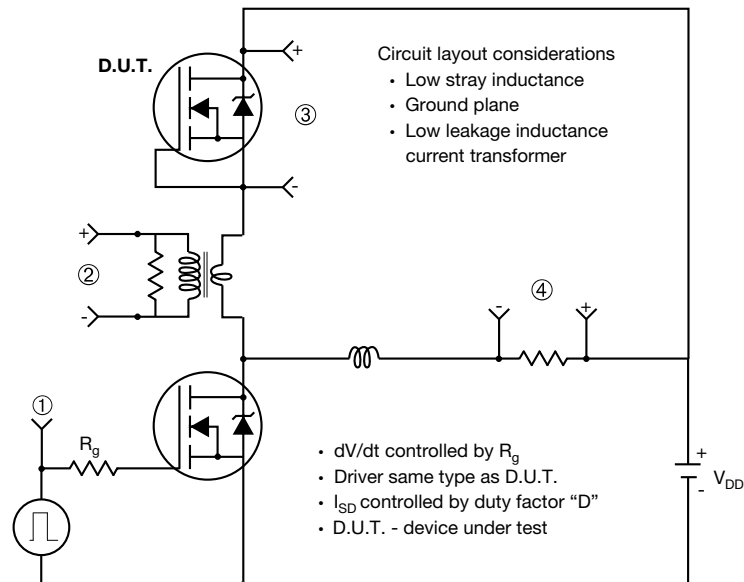 D.U.T.
+
Circuit layout considerations
• Low stray inductance
• Ground plane
• Low leakage inductance
current transformer
③
-
+
②
-
④
- +
①
Rg
• dV/dt controlled by Rg
• Driver same type as D.U.T.
• ISD controlled by duty factor “D”
• D.U.T. - device under test
+
VDD
-